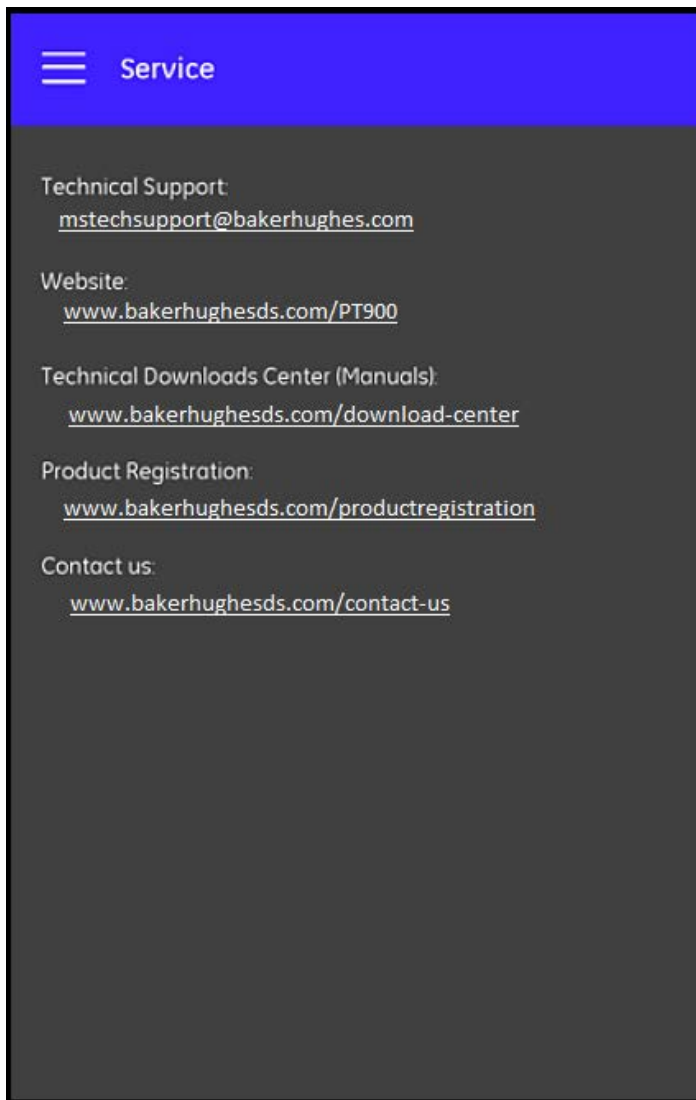 Service
Technical Support:
mstechsupport@bakerhughes.com
Website:
www.bakerhughesds.com/PT900
Technical Downloads Center (Manuals):
www.bakerhughesds.com/download-center
Product Registration:
www.bakerhughesds.com/productregistration
Contact us:
www.bakerhughesds.com/contact-us